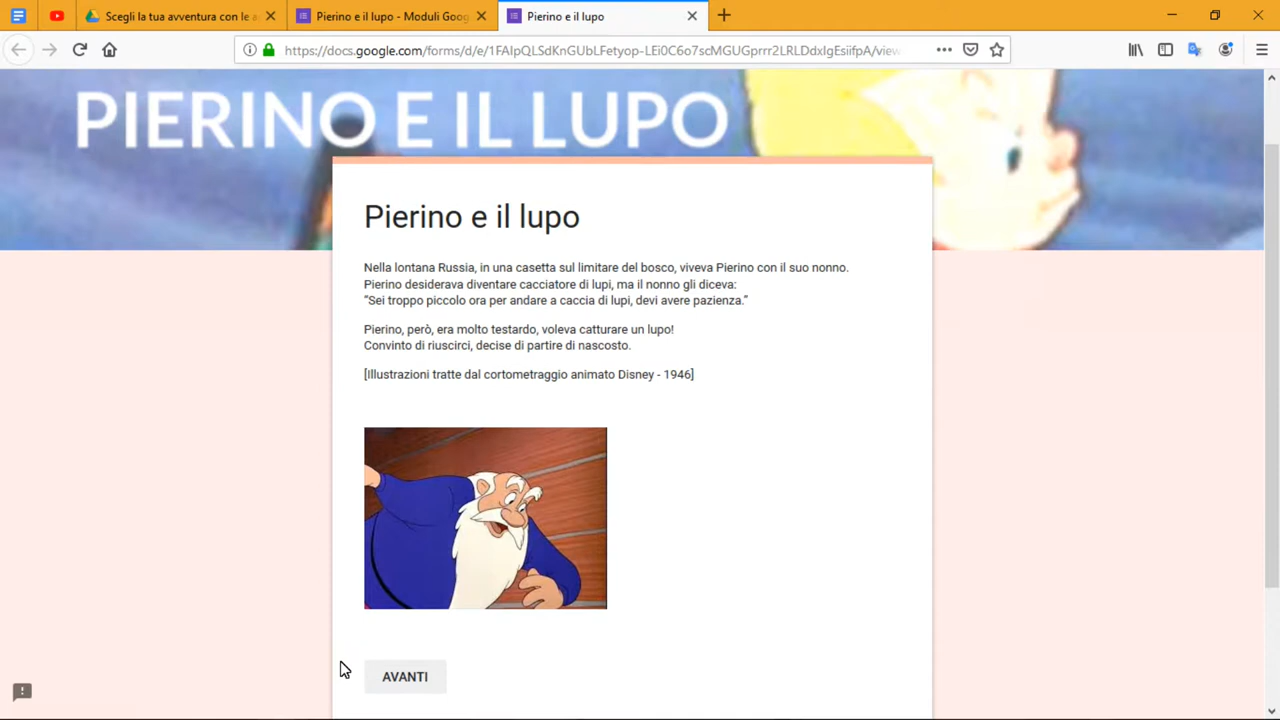 Scegli la tua avventura con le a
Pierino e il lupo - Moduli Goog
Pierino e il lupo
https://docs.google.com/forms/d/e/1FAIpQLSdKnGUbLFetyop-LEi0C6o7scMGUGprrr2LRLDdxIgEsiifpA/view
PIERINO E IL LUPO
Pierino e il lupo
Nella lontana Russia, in una casetta sul limitare del bosco, viveva Pierino con il suo nonno.
Pierino desiderava diventare cacciatore di lupi, ma il nonno gli diceva:
“Sei troppo piccolo ora per andare a caccia di lupi, devi avere pazienza.”
Pierino, però, era molto testardo, voleva catturare un lupo!
Convinto di riuscirci, decise di partire di nascosto.
[Illustrazioni tratte dal cortometraggio animato Disney - 1946]
AVANTI